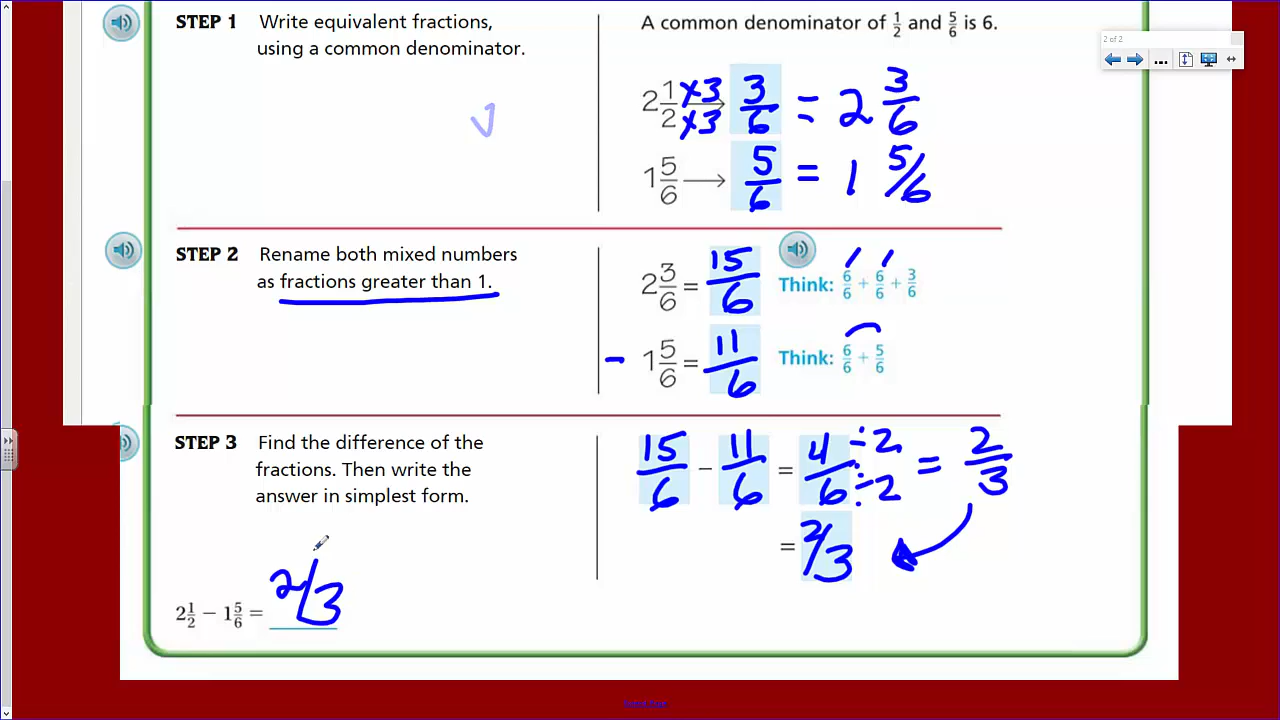 STEP 1 Write equivalent fractions,
using a common denominator.
A common denominator of 1/2 and 5/6 is 6.
2 1/2 ×3/×3 → 3/6 = 2 3/6
1 5/6 → 5/6 = 1 5/6
2 of 2
STEP 2 Rename both mixed numbers
as fractions greater than 1.
2 3/6 = 15/6 Think: 6/6 + 6/6 + 3/6
- 1 5/6 = 11/6 Think: 6/6 + 5/6
STEP 3 Find the difference of the
fractions. Then write the
answer in simplest form.
15/6 − 11/6 = 4/6 ÷2/÷2 = 2/3
= 2/3
2 1/2 − 1 5/6 = 2/3